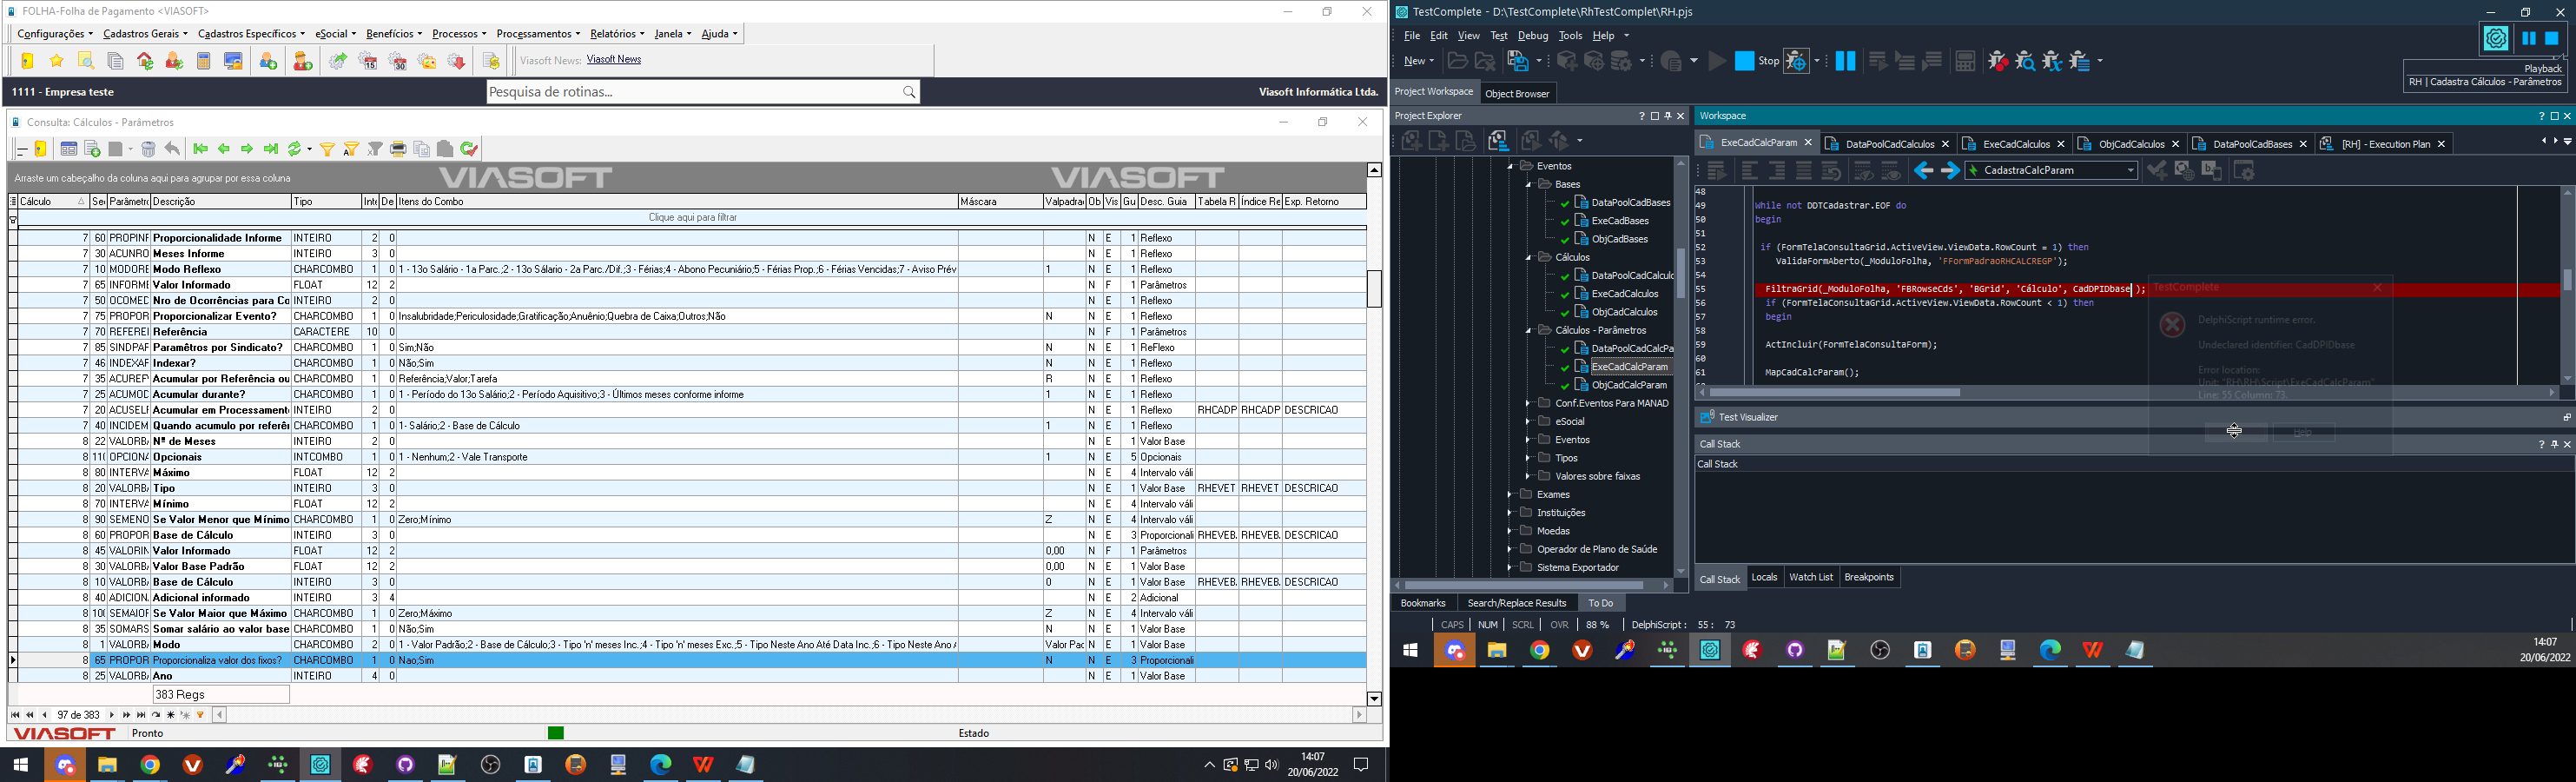 FOLHA-Folha de Pagamento <VIASOFT>
Configurações Cadastros Gerais Cadastros Específicos eSocial Benefícios Processos Processamentos Relatórios Janela Ajuda
Viasoft News: Viasoft News
1111 - Empresa teste
Pesquisa de rotinas...
Viasoft Informática Ltda.
Consulta: Cálculos - Parâmetros
Arraste um cabeçalho da coluna aqui para agrupar por essa coluna
VIASOFT VIASOFT
Cálculo Se Parâmetro Descrição Tipo Inte De Itens do Combo Máscara Valpadra Ob Vis Gu Desc. Guia Tabela R Índice Re Exp. Retorno
Clique aqui para filtrar
7 60 PROPINF Proporcionalidade Informe INTEIRO 2 0 N E 1 Reflexo
7 30 ACUNRO Meses Informe INTEIRO 3 0 N E 1 Reflexo
7 10 MODORE Modo Reflexo CHARCOMBO 1 0 1 - 13o Salário - 1a Parc.;2 - 13o Sálario - 2a Parc./Dif.;3 - Férias;4 - Abono Pecuniário;5 - Férias Prop.;6 - Férias Vencidas;7 - Aviso Prév 1 N E 1 Reflexo
7 65 INFORME Valor Informado FLOAT 12 2 N F 1 Parâmetros
7 50 OCOMED Nro de Ocorrências para Co INTEIRO 2 0 N E 1 Reflexo
7 75 PROPOR Proporcionalizar Evento? CHARCOMBO 1 0 Insalubridade;Periculosidade;Gratificação;Anuênio;Quebra de Caixa;Outros;Não N N E 1 Reflexo
7 70 REFEREI Referência CARACTERE 10 0 N F 1 Parâmetros
7 85 SINDPAF Paramêtros por Sindicato? CHARCOMBO 1 0 Sim;Não N N E 1 ReFlexo
7 46 INDEXAF Indexar? CHARCOMBO 1 0 Não;Sim N N E 1 Reflexo
7 35 ACUREF Acumular por Referência ou CHARCOMBO 1 0 Referência;Valor;Tarefa R N E 1 Reflexo
7 25 ACUMOD Acumular durante? CHARCOMBO 1 0 1 - Período do 13o Salário;2 - Período Aquisitivo;3 - Últimos meses conforme informe 1 N E 1 Reflexo
7 20 ACUSELF Acumular em Processament INTEIRO 2 0 N E 1 Reflexo RHCADP RHCADP DESCRICAO
7 40 INCIDEM Quando acumulo por referê CHARCOMBO 1 0 1- Salário;2 - Base de Cálculo 1 N E 1 Reflexo
8 22 VALORB Nª de Meses INTEIRO 2 0 N E 1 Valor Base
8 11 OPCION Opcionais INTCOMBO 1 0 1 - Nenhum;2 - Vale Transporte 1 N E 5 Opcionais
8 80 INTERVA Máximo FLOAT 12 2 N E 4 Intervalo váli
8 20 VALORB Tipo INTEIRO 3 0 N E 1 Valor Base RHEVET RHEVET DESCRICAO
8 70 INTERVA Mínimo FLOAT 12 2 N E 4 Intervalo váli
8 90 SEMENO Se Valor Menor que Mínimo CHARCOMBO 1 0 Zero;Mínimo Z N E 4 Intervalo váli
8 60 PROPOR Base de Cálculo INTEIRO 3 0 N E 3 Proporcionali RHEVEB. RHEVEB. DESCRICAO
8 45 VALORIN Valor Informado FLOAT 12 2 0,00 N F 1 Parâmetros
8 30 VALORB Valor Base Padrão FLOAT 12 2 0,00 N E 1 Valor Base
8 10 VALORB Base de Cálculo INTEIRO 3 0 0 N E 1 Valor Base RHEVEB. RHEVEB. DESCRICAO
8 40 ADICION. Adicional informado INTEIRO 3 4 N E 2 Adicional
8 10 SEMAIOF Se Valor Maior que Máximo CHARCOMBO 1 0 Zero;Máximo Z N E 4 Intervalo váli
8 35 SOMARS Somar salário ao valor base CHARCOMBO 1 0 Não;Sim N N E 1 Valor Base
8 1 VALORB Modo CHARCOMBO 2 0 1 - Valor Padrão;2 - Base de Cálculo;3 - Tipo 'n' meses Inc.;4 - Tipo 'n' meses Exc.;5 - Tipo Neste Ano Até Data Inc.;6 - Tipo Neste Ano Valor Pac N E 1 Valor Base
8 65 PROPOR Proporcionaliza valor dos fixos? CHARCOMBO 1 0 Nao;Sim N N E 3 Proporcionali
8 25 VALORB Ano INTEIRO 4 0 N E 1 Valor Base
383 Regs
97 de 383
VIASOFT Pronto Estado
14:07
20/06/2022
TestComplete - D:\TestComplete\RhTestComplet\RH.pjs
File Edit View Test Debug Tools Help
New Stop
Playback
RH | Cadastra Cálculos - Parâmetros
Project Workspace Object Browser
Project Explorer
Eventos
Bases
DataPoolCadBases
ExeCadBases
ObjCadBases
Cálculos
DataPoolCadCalculo
ExeCadCalculos
ObjCadCalculos
Cálculos - Parâmetros
DataPoolCadCalcPa
ExeCadCalcParam
ObjCadCalcParam
Conf.Eventos Para MANAD
eSocial
Eventos
Tipos
Valores sobre faixas
Exames
Instituições
Moedas
Operador de Plano de Saúde
Sistema Exportador
Workspace
ExeCadCalcParam DataPoolCadCalculos ExeCadCalculos ObjCadCalculos DataPoolCadBases [RH] - Execution Plan
CadastraCalcParam
48
49 While not DDTCadastrar.EOF do
50 begin
51
52 if (FormTelaConsultaGrid.ActiveView.ViewData.RowCount = 1) then
53 ValidaFormAberto(_ModuloFolha, 'FFormPadraoRHCALCREGP');
54
55 FiltraGrid(_ModuloFolha, 'FBRowseCds', 'BGrid', 'Cálculo', CadDPIDbase );
56 if (FormTelaConsultaGrid.ActiveView.ViewData.RowCount < 1) then
57 begin
58
59 ActIncluir(FormTelaConsultaForm);
60
61 MapCadCalcParam();
TestComplete
DelphiScript runtime error.
Undeclared identifier: CadDPIDbase
Error location:
Unit: "RH\RH\Script\ExeCadCalcParam"
Line: 55 Column: 73.
Help
Test Visualizer
Call Stack
Call Stack
Call Stack Locals Watch List Breakpoints
Bookmarks Search/Replace Results To Do
CAPS NUM SCRL OVR 88 % DelphiScript : 55 : 73
14:07
20/06/2022